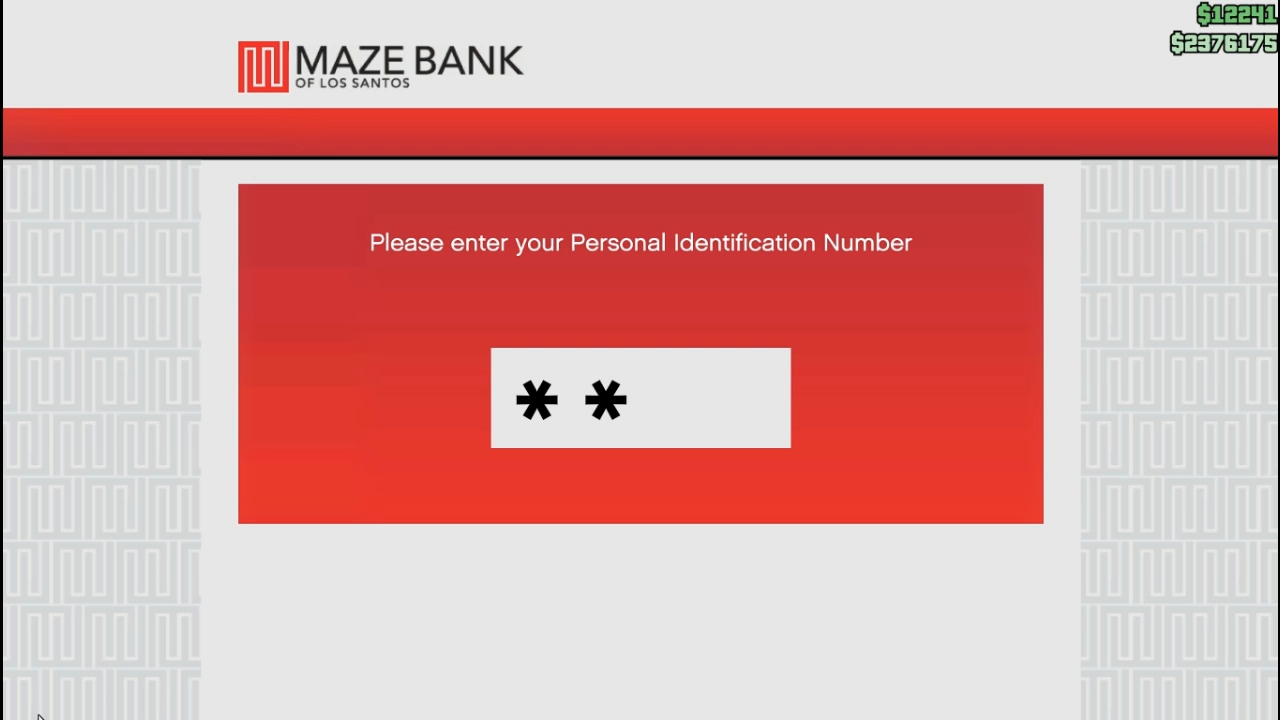 $12241
$2376175
MAZE BANK
OF LOS SANTOS
Please enter your Personal Identification Number
* *